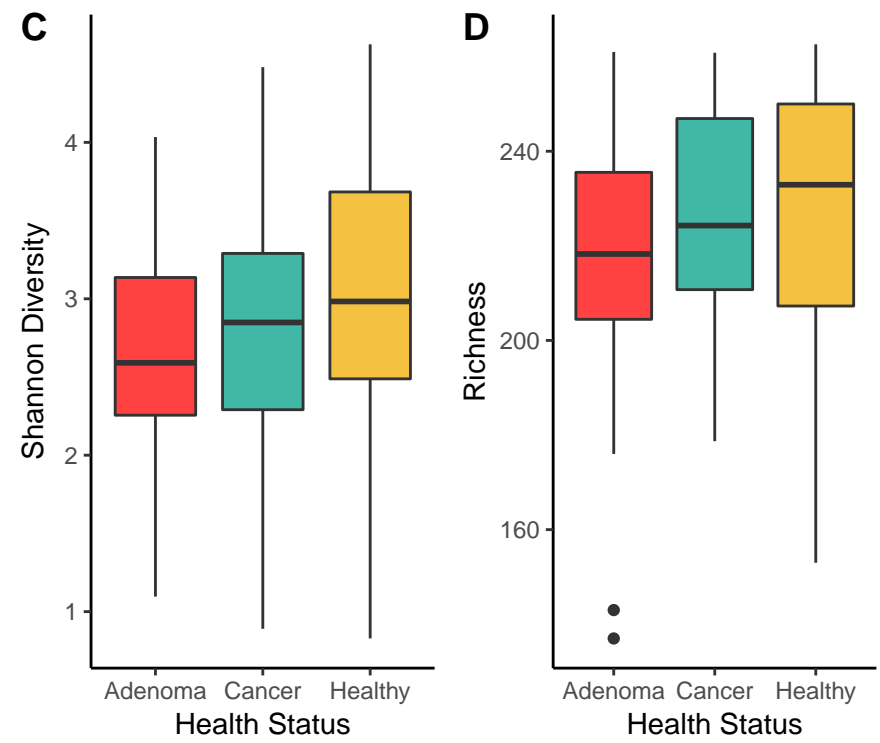 C
Shannon Diversity
4
3
2
1
Adenoma Cancer Healthy
Health Status
D
Richness
240
200
160
Adenoma Cancer Healthy
Health Status